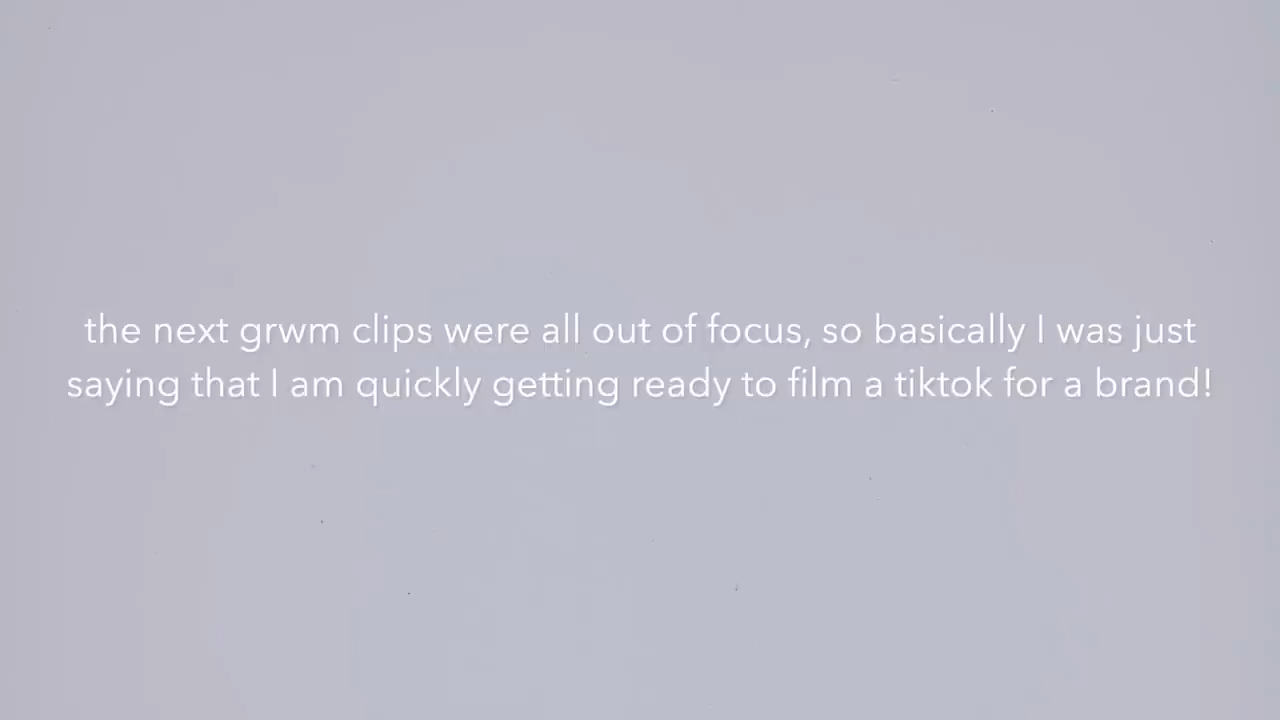 the next grwm clips were all out of focus, so basically I was just
saying that I am quickly getting ready to film a tiktok for a brand!